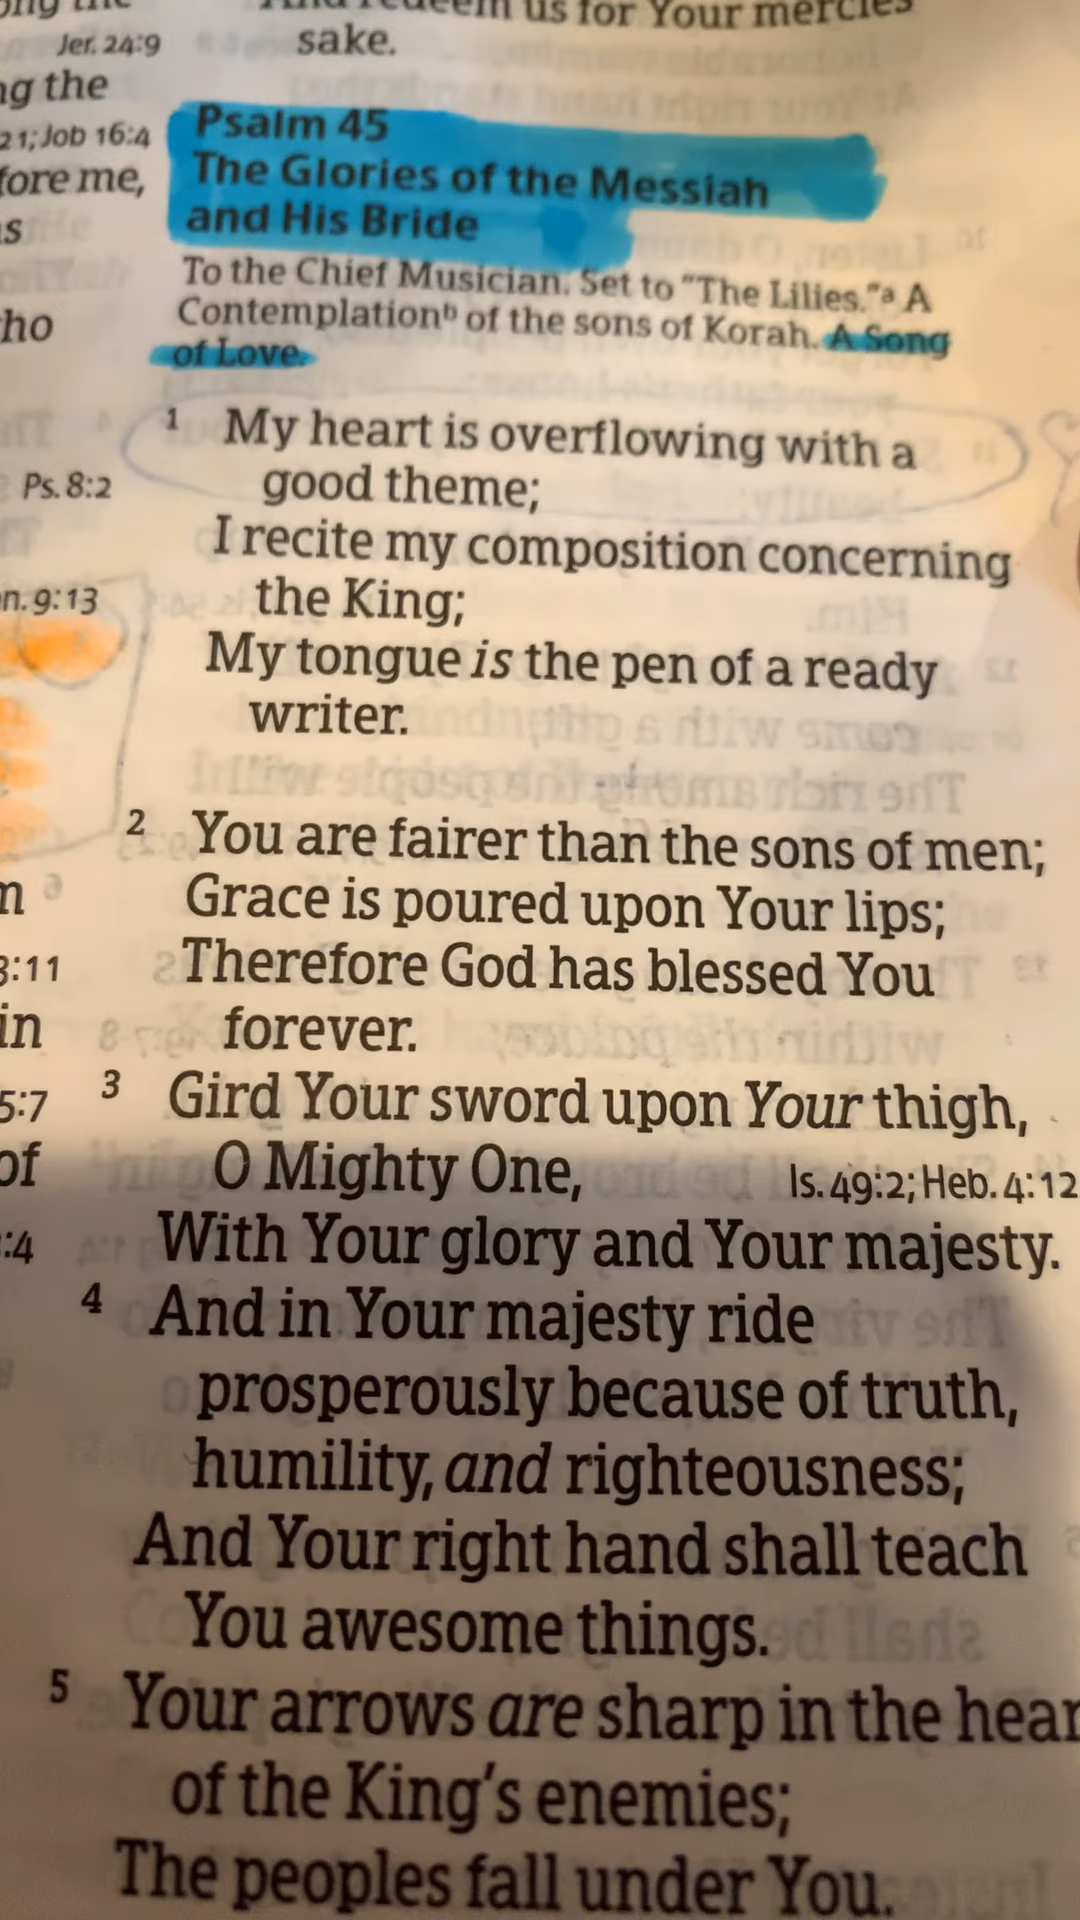 us for Your mercies
sake.
Jer. 24:9
the
21; Job 16:4
fore me,
Ps. 8:2
9:13
3:11
in
5:7
of
:4
Psalm 45
The Glories of the Messiah
and His Bride
To the Chief Musician. Set to "The Lilies."a A
Contemplationb of the sons of Korah. A Song
of Love.
1 My heart is overflowing with a
good theme;
I recite my composition concerning
the King;
My tongue is the pen of a ready
writer.
2 You are fairer than the sons of men;
Grace is poured upon Your lips;
Therefore God has blessed You
forever.
3 Gird Your sword upon Your thigh,
O Mighty One, Is. 49:2; Heb. 4:12
With Your glory and Your majesty.
4 And in Your majesty ride
prosperously because of truth,
humility, and righteousness;
And Your right hand shall teach
You awesome things.
5 Your arrows are sharp in the hear
of the King's enemies;
The peoples fall under You.